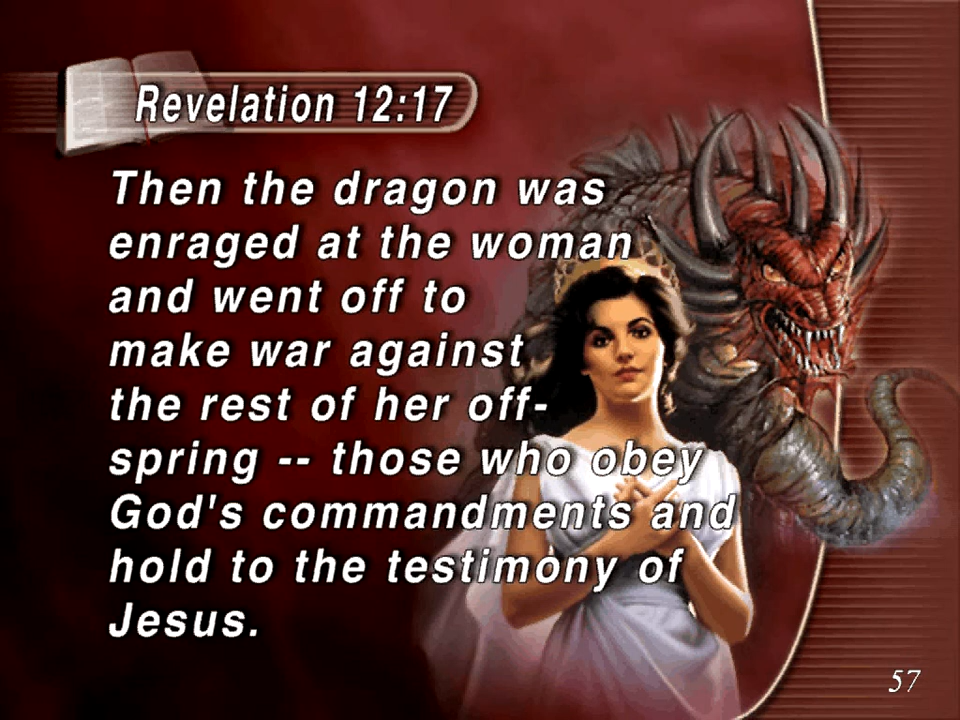 Revelation 12:17
Then the dragon was
enraged at the woman
and went off to
make war against
the rest of her off-
spring -- those who obey
God's commandments and
hold to the testimony of
Jesus.
57